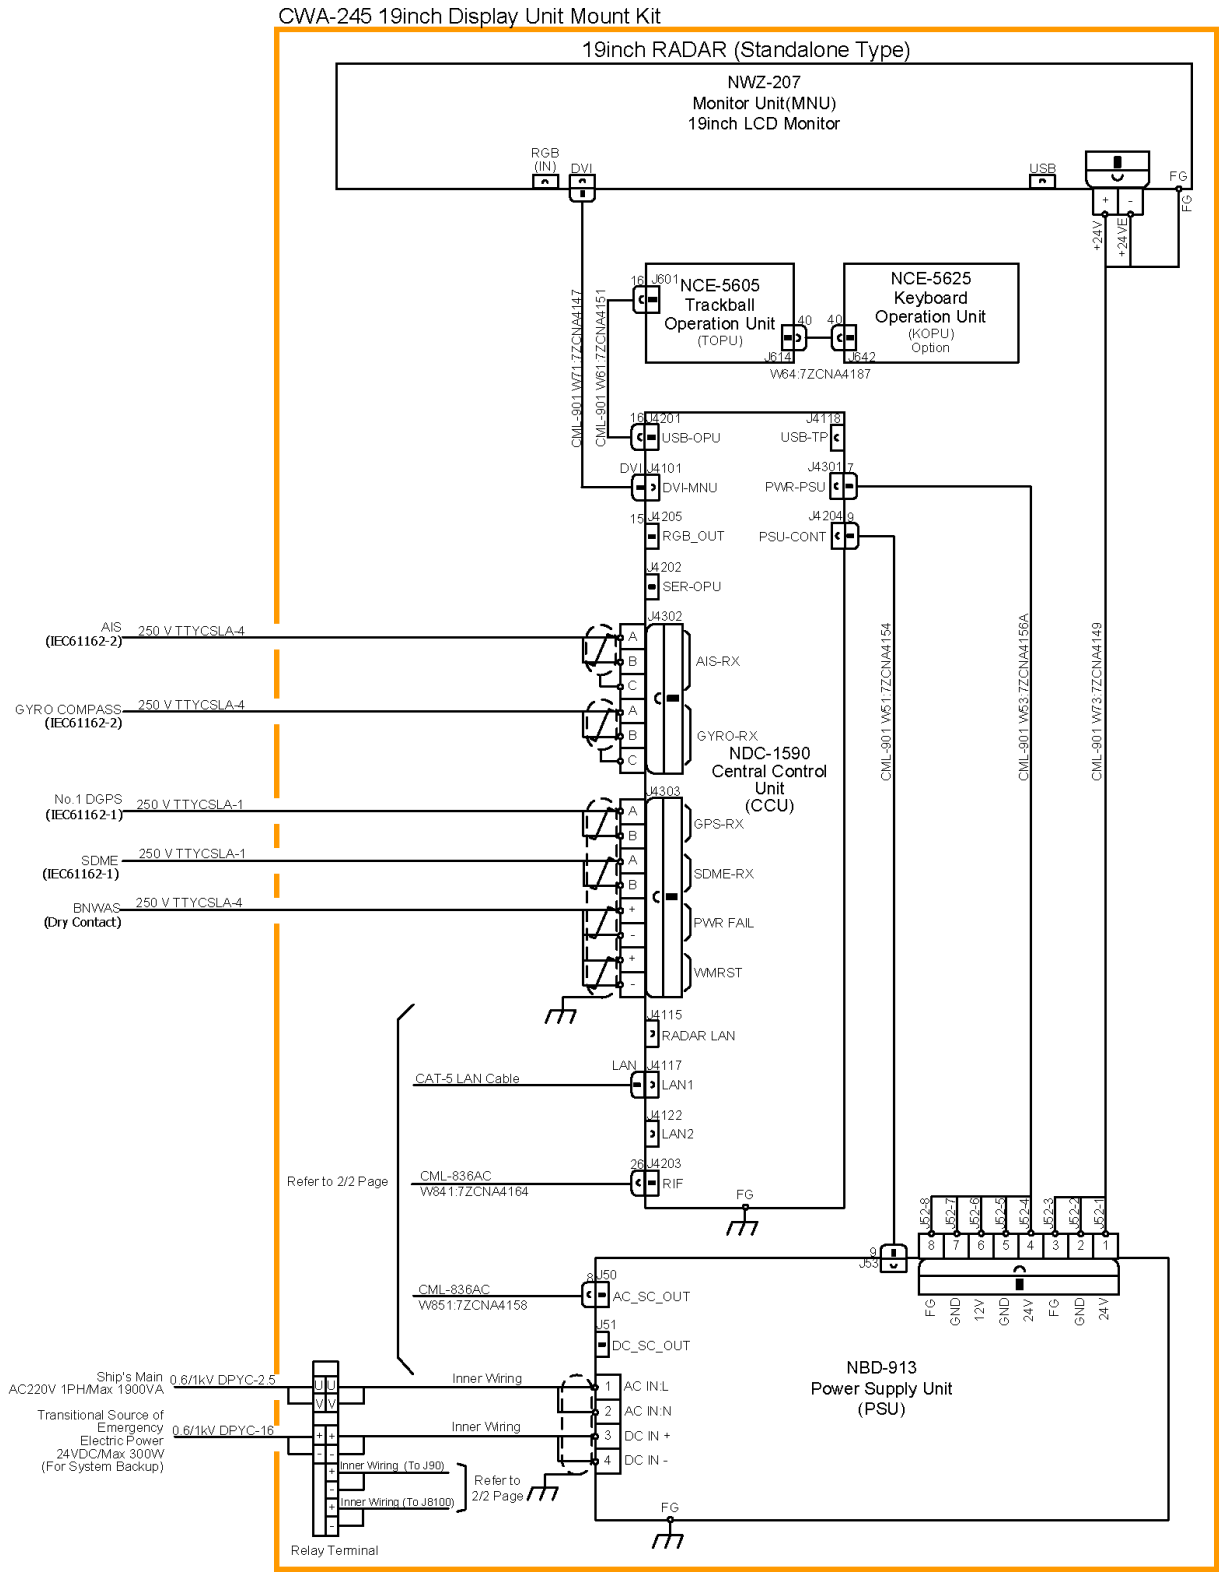 CWA-245 19inch Display Unit Mount Kit
19inch RADAR (Standalone Type)
NWZ-207
Monitor Unit(MNU)
19inch LCD Monitor
RGB
(IN)
DVI
USB
FG
FG
+
-
+24V
+24VE
16
J601
NCE-5605
Trackball
Operation Unit
(TOPU)
40
J614
40
J642
NCE-5625
Keyboard
Operation Unit
(KOPU)
Option
W64:7ZCNA4187
CML-901 W71:7ZCNA4147
CML-901 W61:7ZCNA4151
16
J4201
USB-OPU
J4118
USB-TP
DVI
J4101
DVI-MNU
J4301
7
PWR-PSU
15
J4205
RGB_OUT
J4204
9
PSU-CONT
J4202
SER-OPU
AIS
(IEC61162-2)
250 V TTYCSLA-4
J4302
A
B
C
AIS-RX
GYRO COMPASS
(IEC61162-2)
250 V TTYCSLA-4
A
B
C
GYRO-RX
NDC-1590
Central Control
Unit
(CCU)
CML-901 W51:7ZCNA4154
CML-901 W53:7ZCNA4156A
CML-901 W73:7ZCNA4149
No.1 DGPS
(IEC61162-1)
250 V TTYCSLA-1
J4303
A
B
GPS-RX
SDME
(IEC61162-1)
250 V TTYCSLA-1
A
B
SDME-RX
BNWAS
(Dry Contact)
250 V TTYCSLA-4
+
-
PWR FAIL
+
-
WMRST
J4115
RADAR LAN
CAT-5 LAN Cable
LAN
J4117
LAN1
J4122
LAN2
Refer to 2/2 Page
CML-836AC
W841:7ZCNA4164
26
J4203
RIF
FG
9
J53
J52-8
J52-7
J52-6
J52-5
J52-4
J52-3
J52-2
J52-1
8
7
6
5
4
3
2
1
FG
GND
12V
GND
24V
FG
GND
24V
CML-836AC
W851:7ZCNA4158
8
J50
AC_SC_OUT
J51
DC_SC_OUT
NBD-913
Power Supply Unit
(PSU)
Ship's Main
AC220V 1PH/Max 1900VA
0.6/1kV DPYC-2.5
U
U
V
V
Inner Wiring
1
AC IN:L
2
AC IN:N
Transitional Source of
Emergency
Electric Power
24VDC/Max 300W
(For System Backup)
0.6/1kV DPYC-16
+
+
-
-
Inner Wiring
3
DC IN +
4
DC IN -
+
Inner Wiring (To J90)
-
+
Inner Wiring (To J8100)
-
Refer to
2/2 Page
FG
Relay Terminal